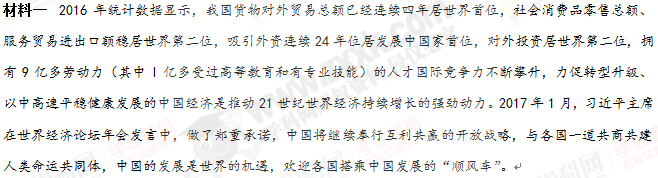 材料一 2016 年统计数据显示，我国货物对外贸易总额已经连续四年居世界首位，社会消费品零售总额、
服务贸易进出口额稳居世界第二位，吸引外资连续 24 年位居发展中国家首位，对外投资居世界第二位，拥
有 9 亿多劳动力（其中 1 亿多受过高等教育和有专业技能）的人才国际竞争力不断攀升，力促转型升级、
以中高速平稳健康发展的中国经济是推动 21 世纪世界经济持续增长的强劲动力。2017 年 1 月，习近平主席
在世界经济论坛年会发言中，做了郑重承诺，中国将继续奉行互利共赢的开放战略，与各国一道共商共建
人类命运共同体，中国的发展是世界的机遇，欢迎各国搭乘中国发展的“顺风车”。